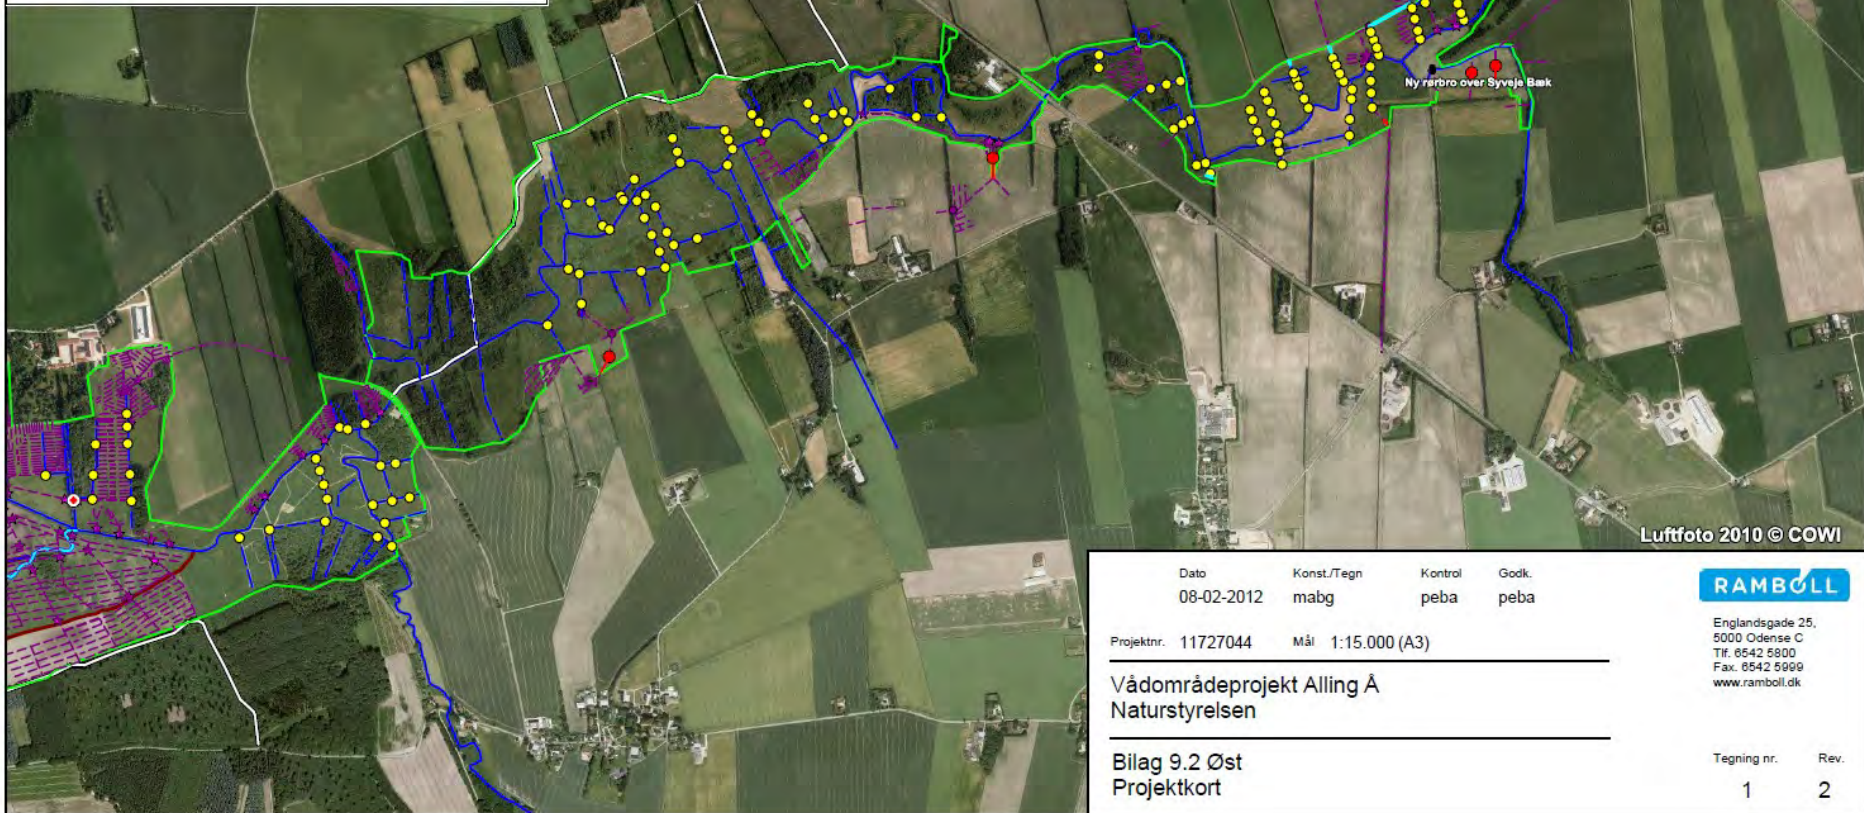 Ny rørbro over Syveje Bæk
Luftfoto 2010 © COWI
Dato Konst./Tegn Kontrol Godk.
08-02-2012 mabg peba peba
Projektnr. 11727044 Mål 1:15.000 (A3)
Vådområdeprojekt Alling Å
Naturstyrelsen
Bilag 9.2 Øst
Projektkort
RAMBOLL
Englandsgade 25,
5000 Odense C
Tlf. 6542 5800
Fax. 6542 5999
www.ramboll.dk
Tegning nr. Rev.
1 2